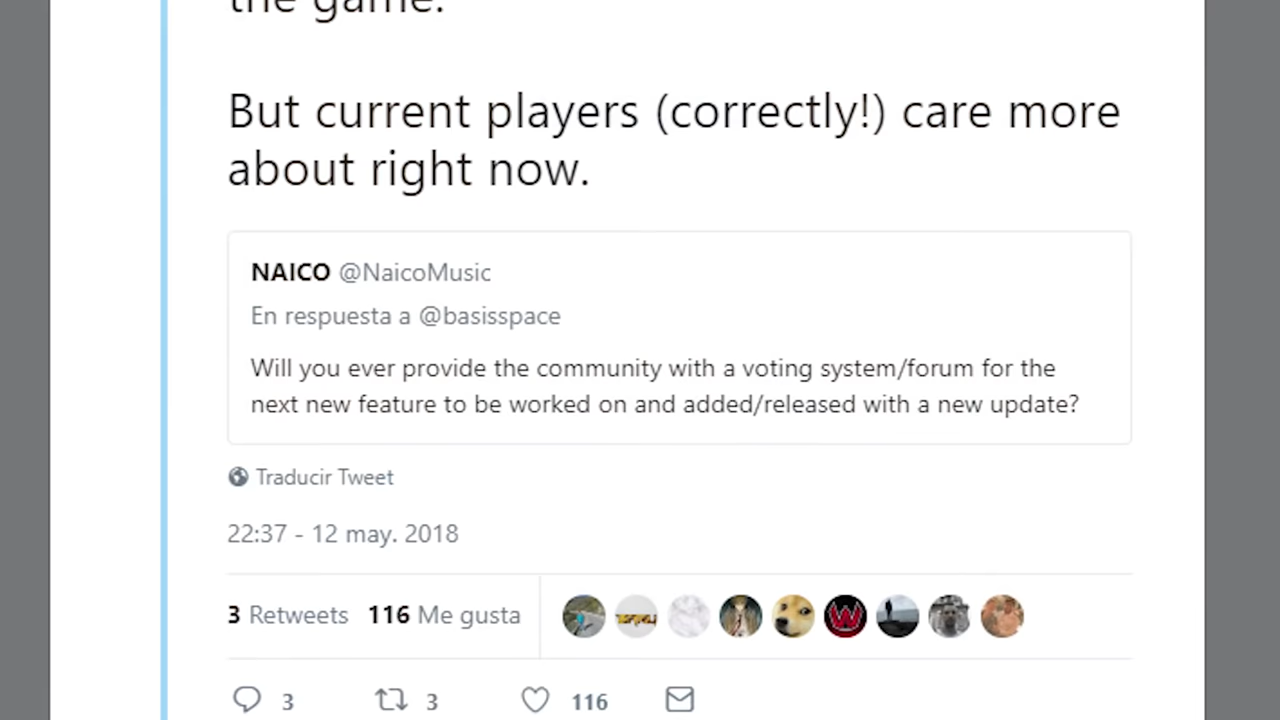 the game.
But current players (correctly!) care more
about right now.
NAICO @NaicoMusic
En respuesta a @basisspace
Will you ever provide the community with a voting system/forum for the
next new feature to be worked on and added/released with a new update?
Traducir Tweet
22:37 - 12 may. 2018
3 Retweets 116 Me gusta
W
3 3 116